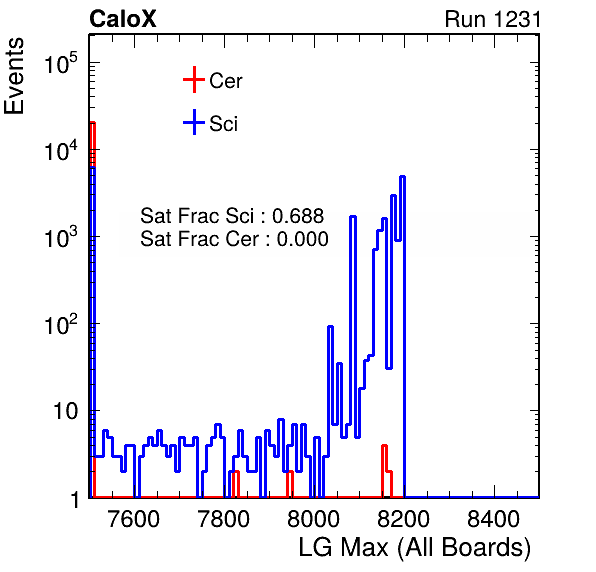 CaloX Run 1231
Events
Cer
Sci
Sat Frac Sci : 0.688
Sat Frac Cer : 0.000
10^5
10^4
10^3
10^2
10
1
7600 7800 8000 8200 8400
LG Max (All Boards)